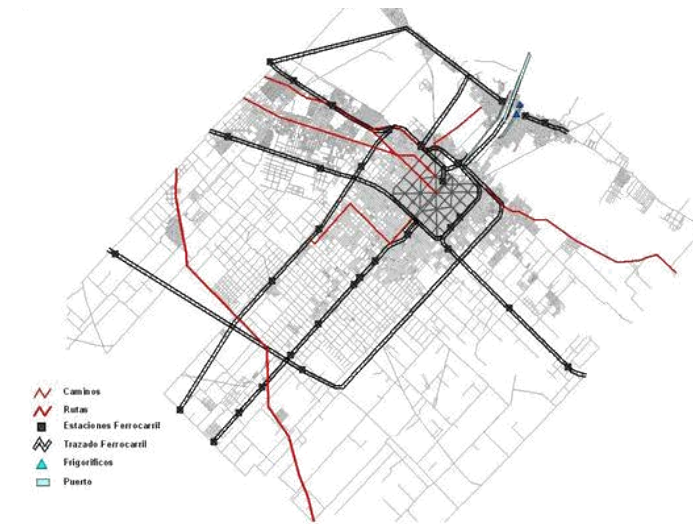 Caminos
Rutas
Estaciones Ferrocarril
Trazado Ferrocarril
Frigoríficos
Puerto